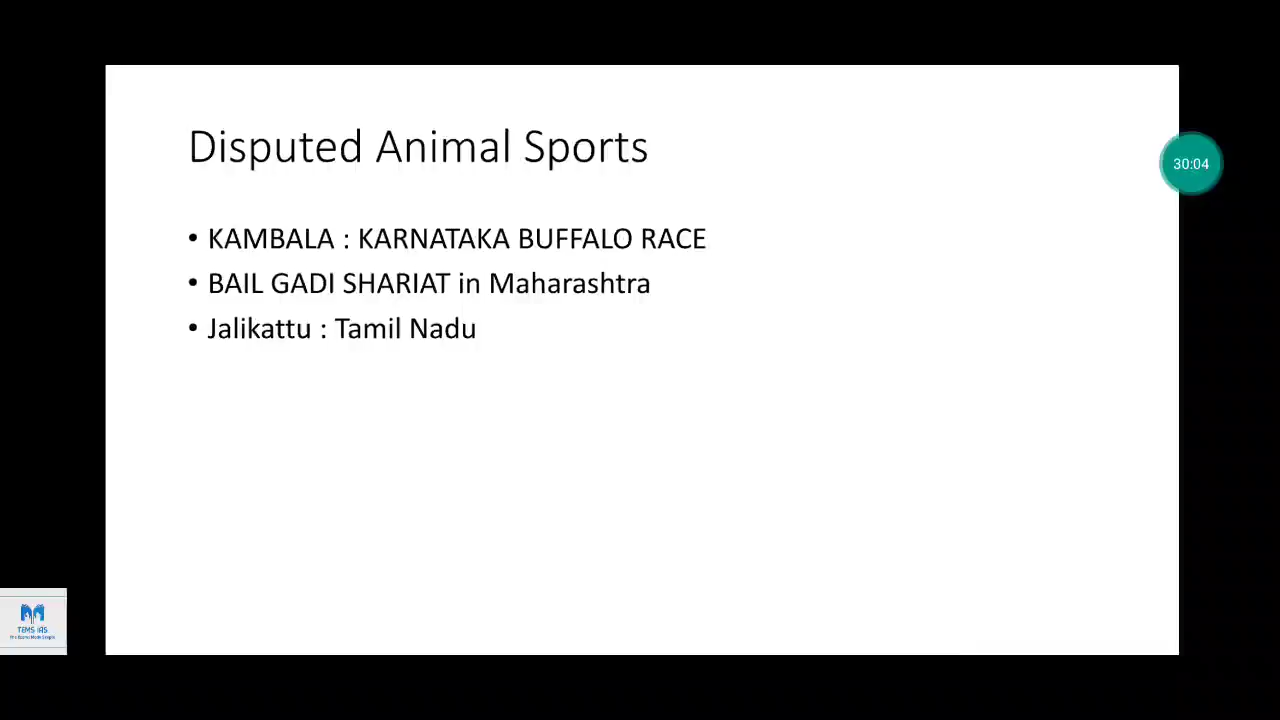 Disputed Animal Sports
• KAMBALA : KARNATAKA BUFFALO RACE
• BAIL GADI SHARIAT in Maharashtra
• Jalikattu : Tamil Nadu
30:04
TEMS IAS